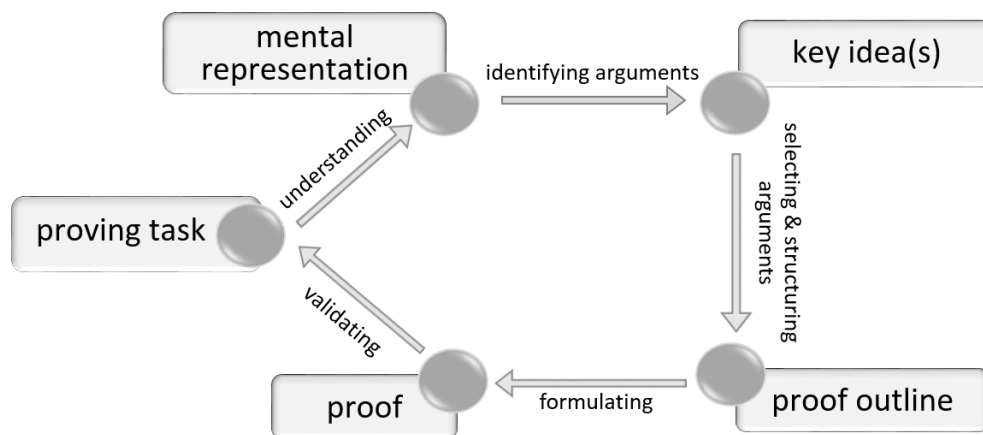 mental
representation
identifying arguments
key idea(s)
understanding
selecting & structuring
arguments
proving task
validating
proof
formulating
proof outline